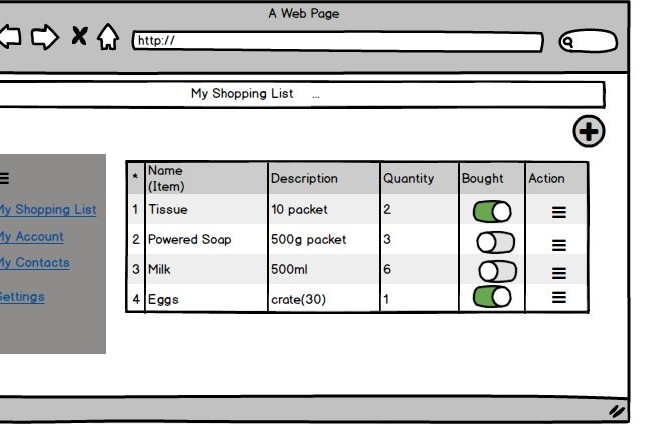 A Web Page
http://
My Shopping List ...
* Name (Item) Description Quantity Bought Action
My Shopping List
My Account
My Contacts
Settings
1 Tissue 10 packet 2
2 Powered Soap 500g packet 3
3 Milk 500ml 6
4 Eggs crate(30) 1